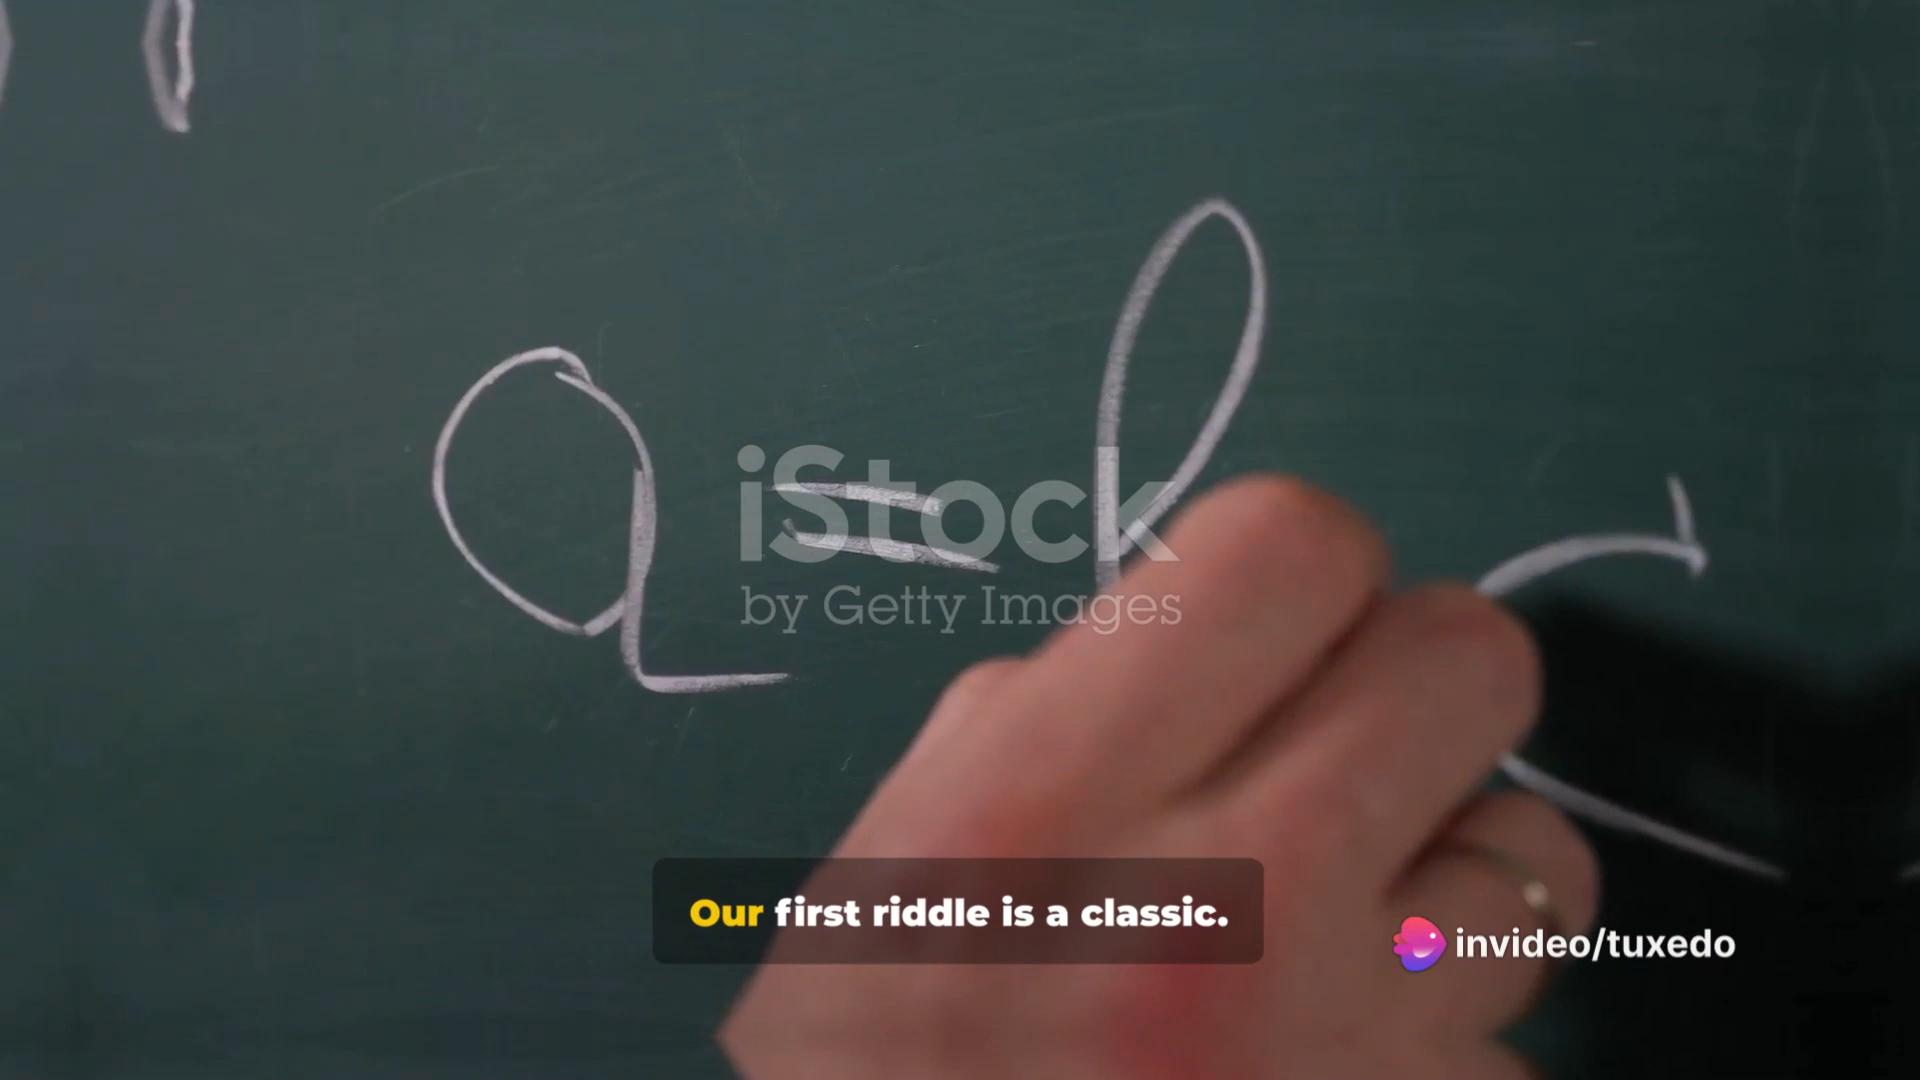 a = l
iStock
by Getty Images
Our first riddle is a classic.
invideo/tuxedo